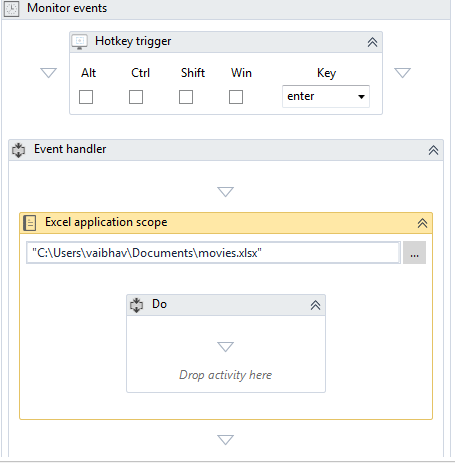 Monitor events
Hotkey trigger
Alt Ctrl Shift Win Key
enter
Event handler
Excel application scope
"C:\Users\vaibhav\Documents\movies.xlsx" ...
Do
Drop activity here